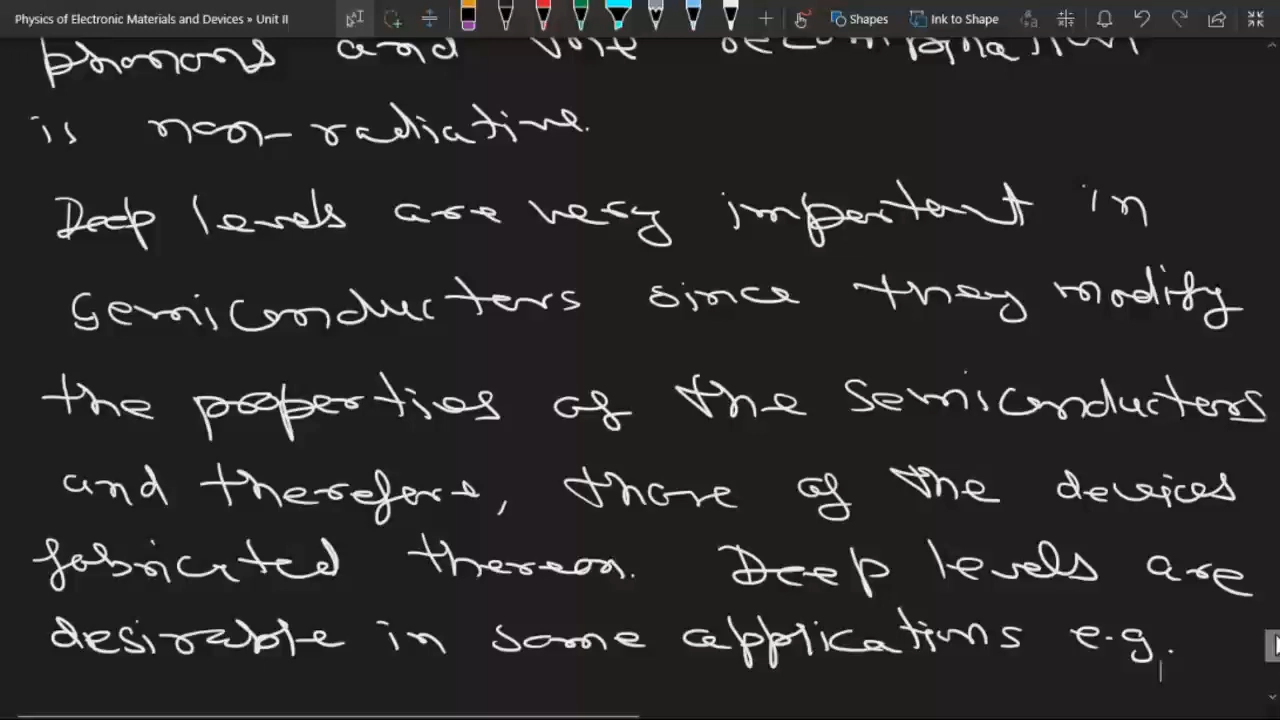 Physics of Electronic Materials and Devices » Unit II
Shapes
Ink to Shape
phonons and
is non-radiative.
Deep levels are very important in
semiconductors since they modify
the properties of the semiconductors
and therefore, those of the devices
fabricated thereon. Deep levels are
desirable in some applications e.g.